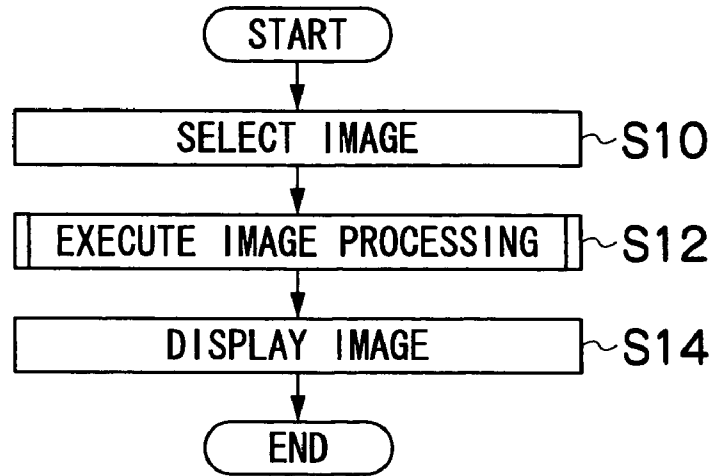 START
SELECT IMAGE S10
EXECUTE IMAGE PROCESSING S12
DISPLAY IMAGE S14
END